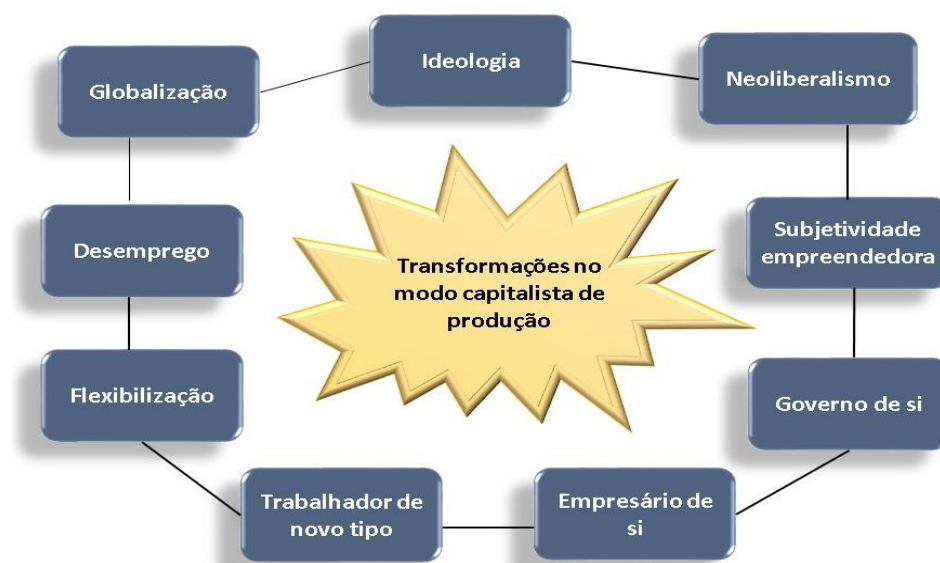 Ideologia
Globalização
Neoliberalismo
Desemprego
Transformações no
modo capitalista de
produção
Subjetividade
empreendedora
Flexibilização
Governo de si
Trabalhador de
novo tipo
Empresário de
si